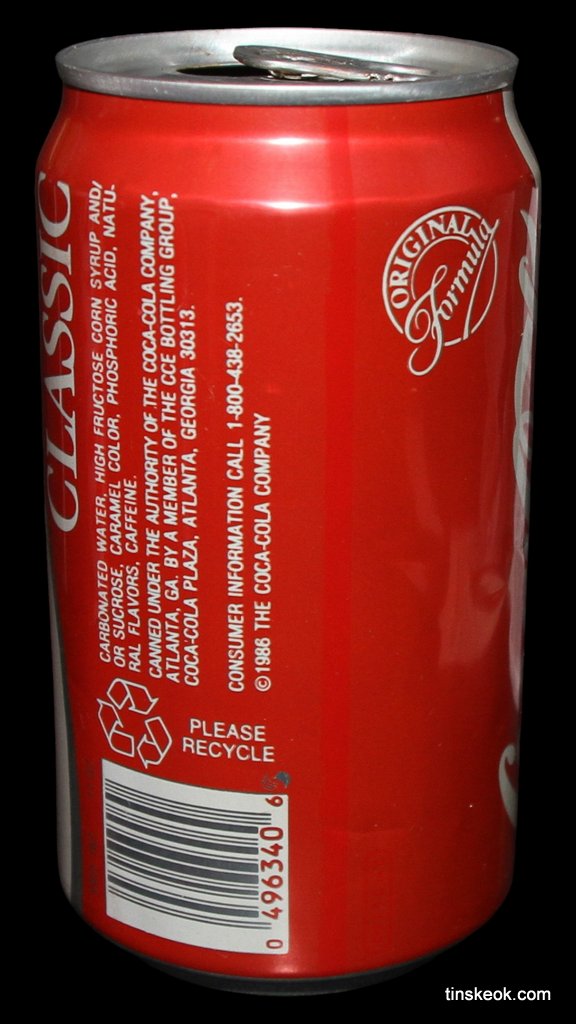 CLASSIC
CARBONATED WATER, HIGH FRUCTOSE CORN SYRUP AND/
OR SUCROSE, CARAMEL COLOR, PHOSPHORIC ACID, NATU-
RAL FLAVORS, CAFFEINE.
CANNED UNDER THE AUTHORITY OF THE COCA-COLA COMPANY,
ATLANTA, GA. BY A MEMBER OF THE CCE BOTTLING GROUP,
COCA-COLA PLAZA, ATLANTA, GEORGIA 30313.
CONSUMER INFORMATION CALL 1-800-438-2653.
©1986 THE COCA-COLA COMPANY
ORIGINAL
Formula
PLEASE
RECYCLE
0 496340 6
tinskeok.com